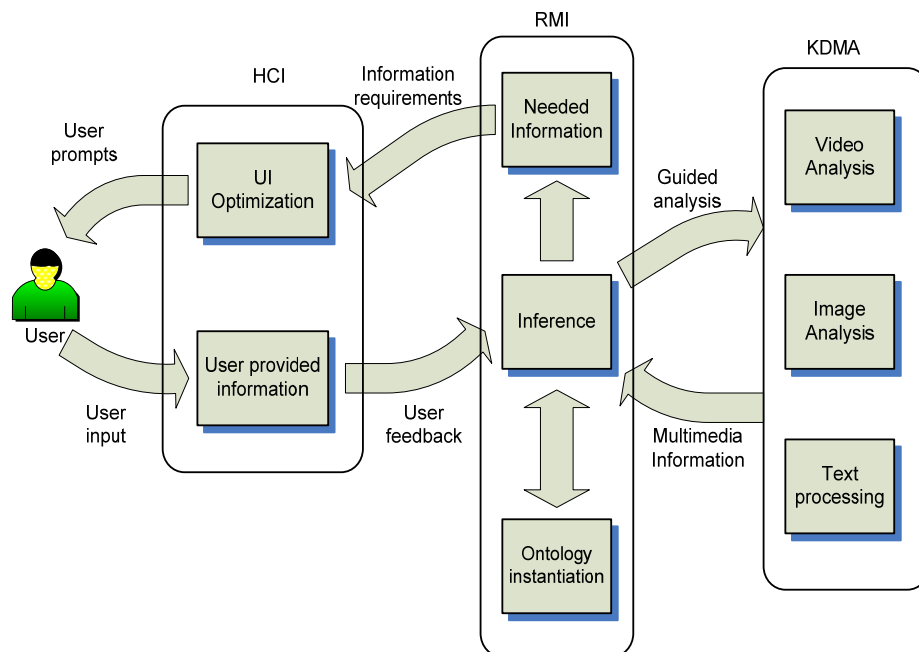 RMI
KDMA
HCI
Information
requirements
Needed
Information
User
prompts
UI
Optimization
Video
Analysis
Guided
analysis
User
Inference
Image
Analysis
User provided
information
User
input
User
feedback
Multimedia
Information
Text
processing
Ontology
instantiation